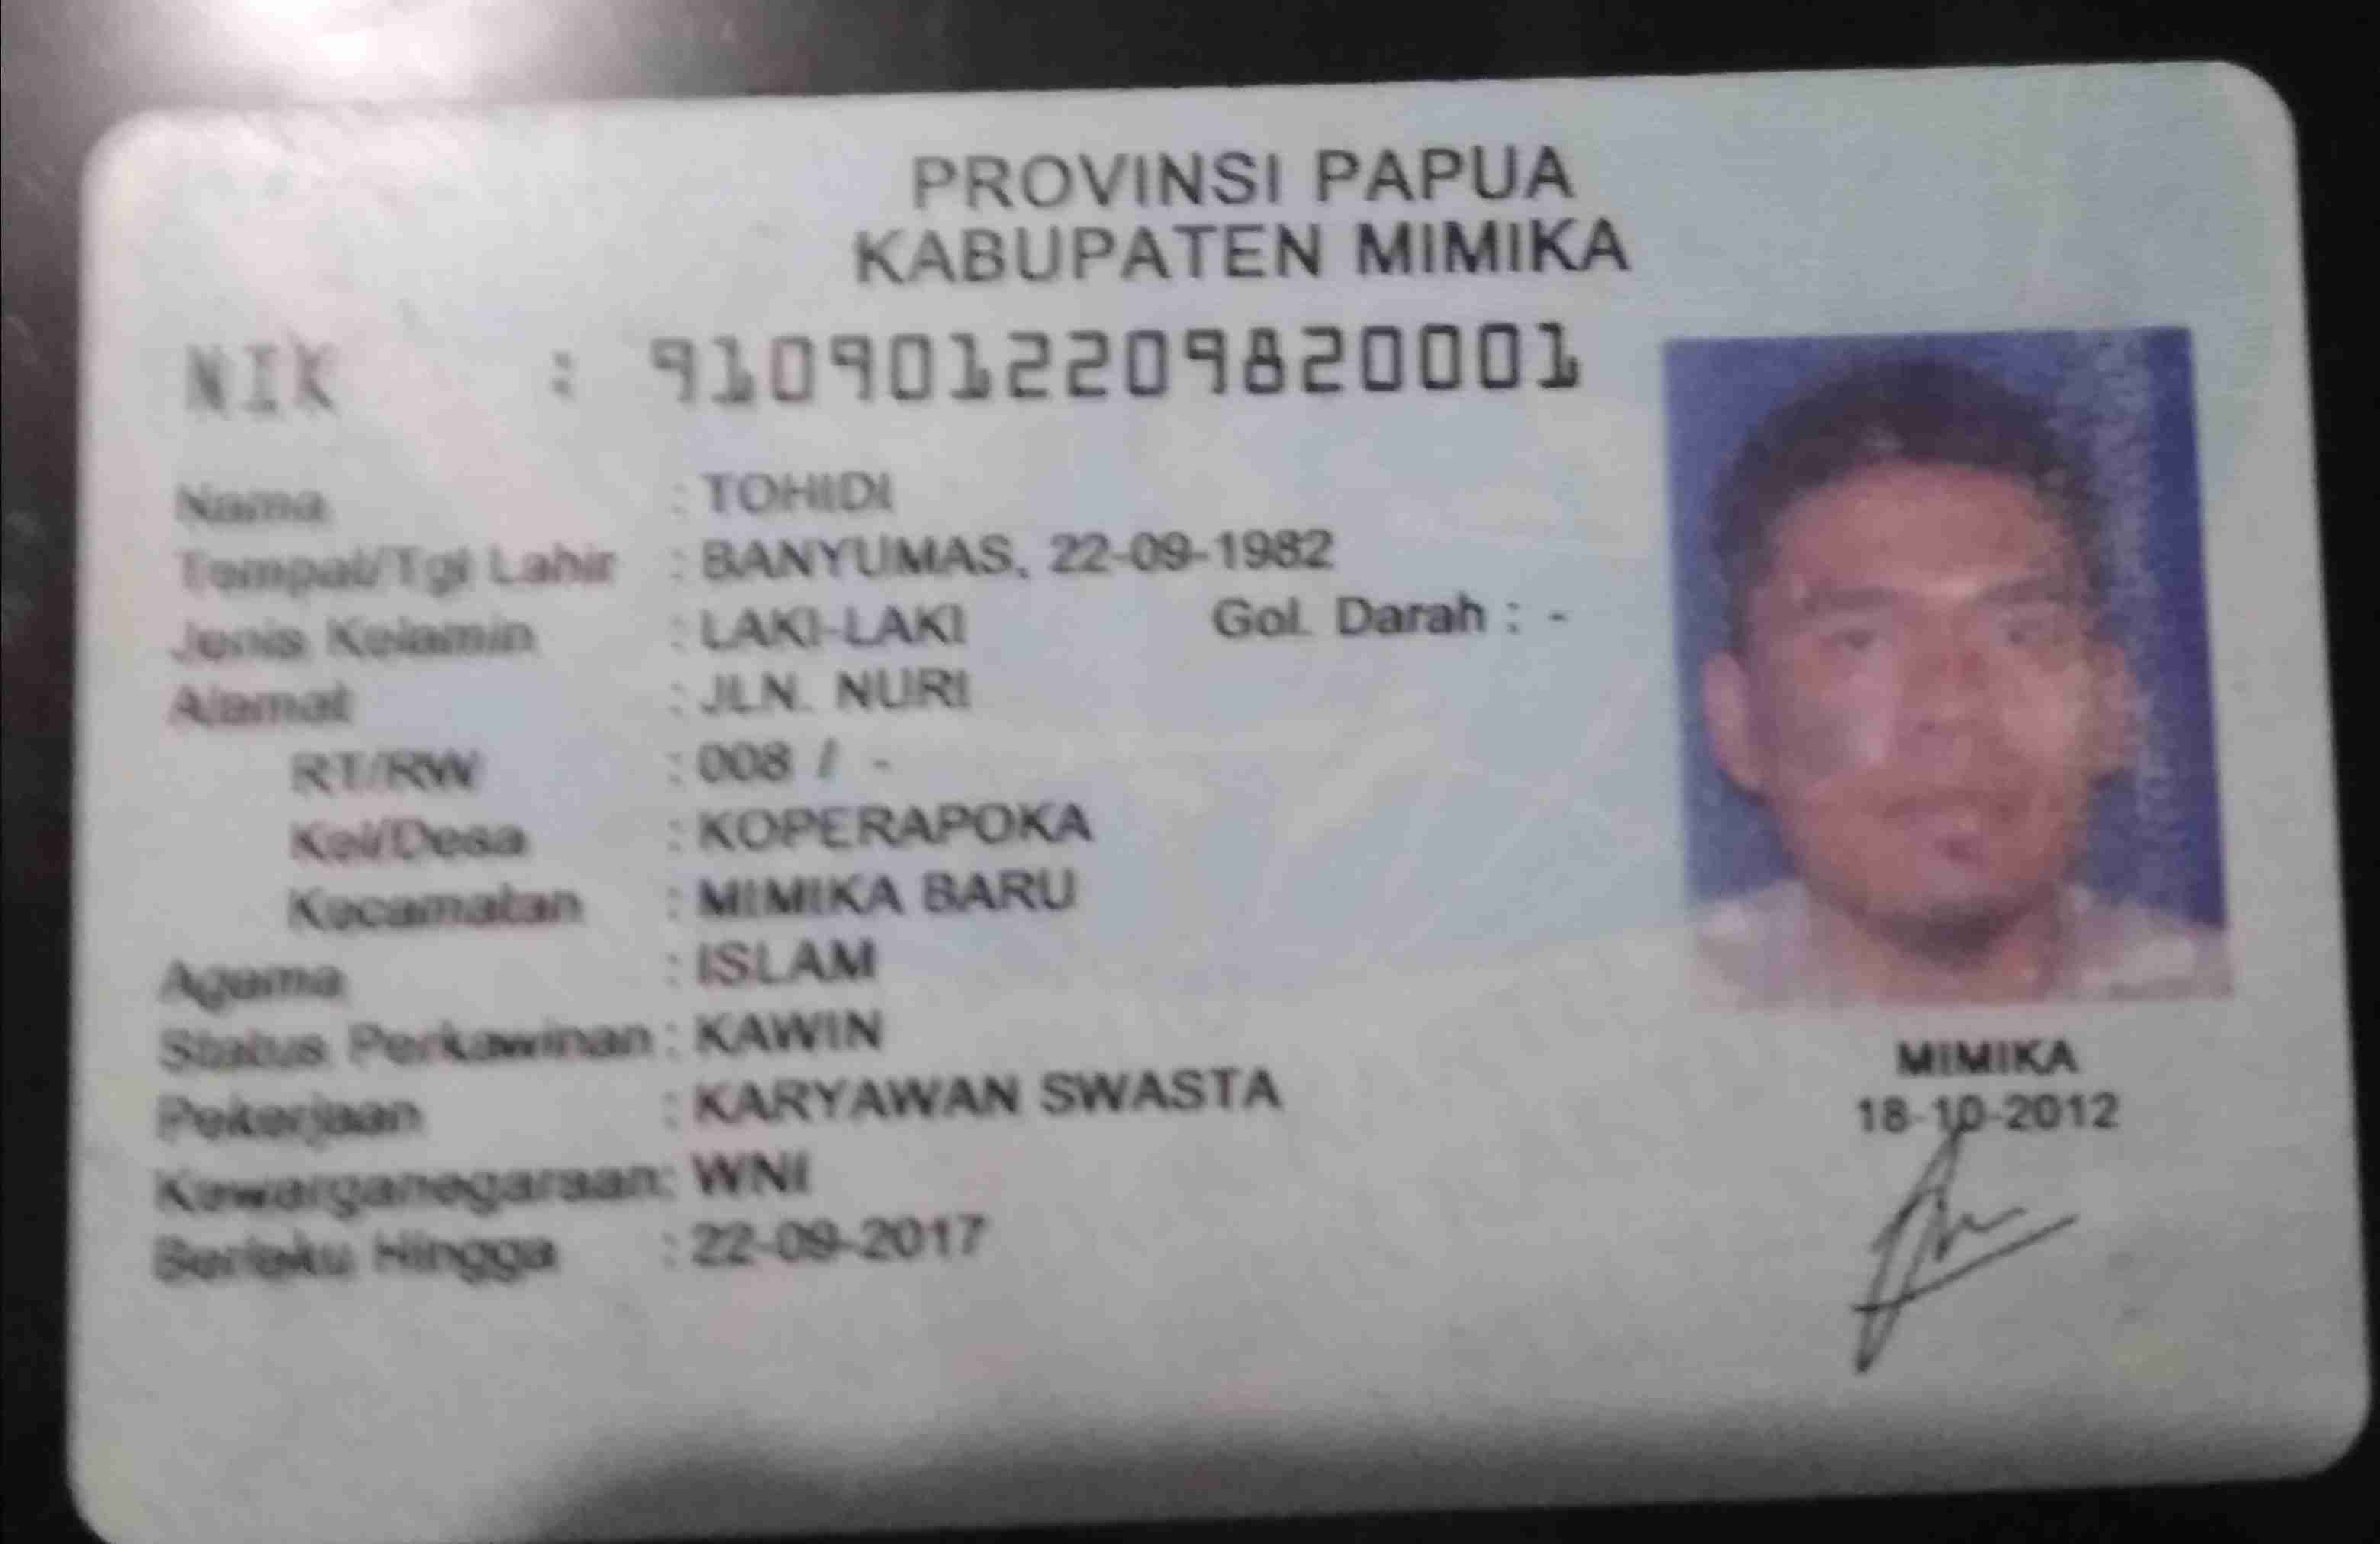 PROVINSI PAPUA
KABUPATEN MIMIKA
NIK : 9109012209820001
Nama : TOHIDI
Tempat/Tgl Lahir : BANYUMAS, 22-09-1982
Jenis Kelamin : LAKI-LAKI Gol. Darah : -
Alamat : JLN. NURI
RT/RW : 008 / -
Kel/Desa : KOPERAPOKA
Kecamatan : MIMIKA BARU
Agama : ISLAM
Status Perkawinan : KAWIN
Pekerjaan : KARYAWAN SWASTA
Kewarganegaraan: WNI
Berlaku Hingga : 22-09-2017
MIMIKA
18-10-2012